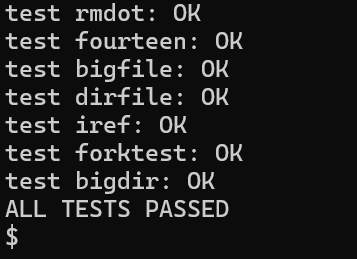 test rmdot: OK
test fourteen: OK
test bigfile: OK
test dirfile: OK
test iref: OK
test forktest: OK
test bigdir: OK
ALL TESTS PASSED
$